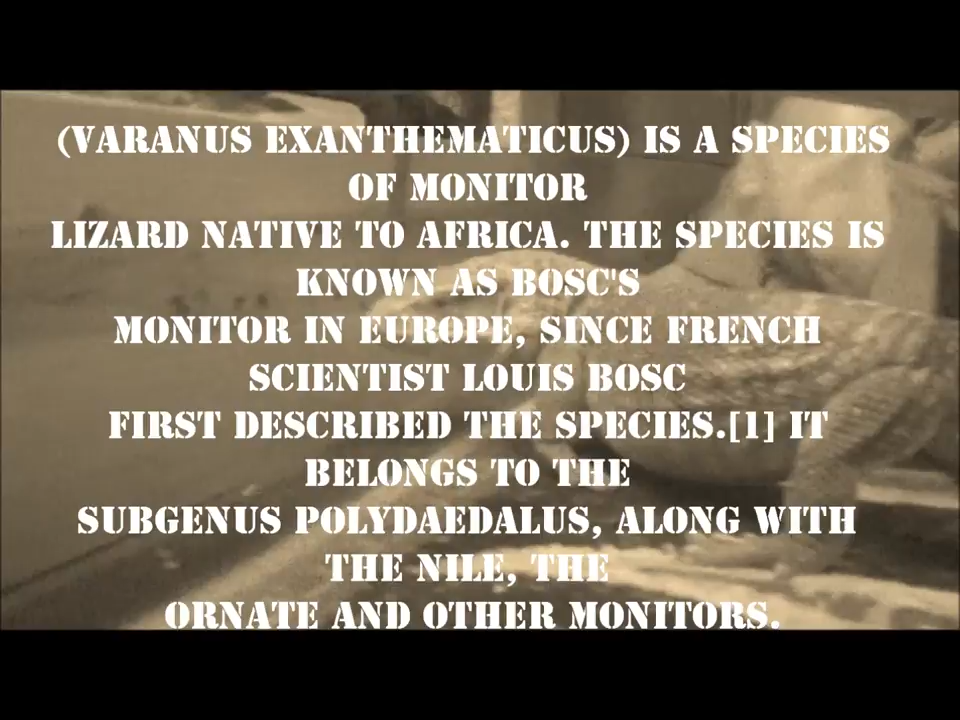 (VARANUS EXANTHEMATICUS) IS A SPECIES
OF MONITOR
LIZARD NATIVE TO AFRICA. THE SPECIES IS
KNOWN AS BOSC'S
MONITOR IN EUROPE, SINCE FRENCH
SCIENTIST LOUIS BOSC
FIRST DESCRIBED THE SPECIES.[1] IT
BELONGS TO THE
SUBGENUS POLYDAEDALUS, ALONG WITH
THE NILE, THE
ORNATE AND OTHER MONITORS.